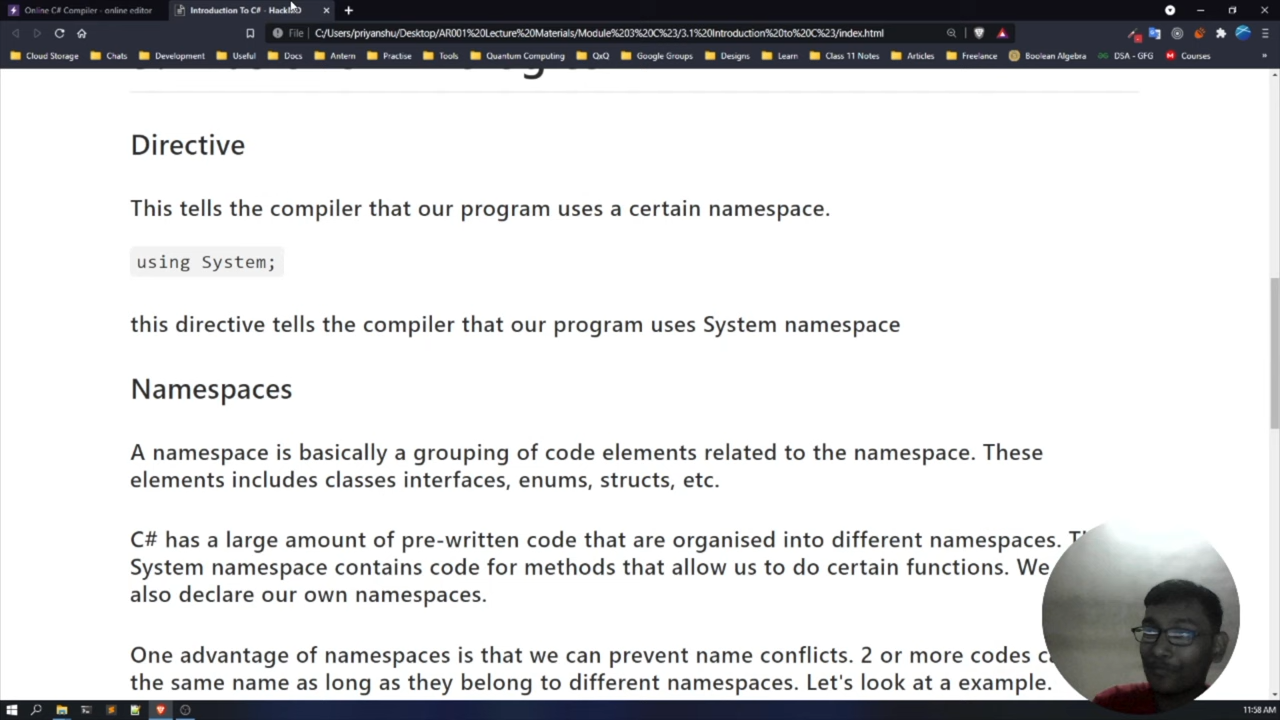 Online C# Compiler - online editor
Introduction To C# - Hack
File C:/Users/priyanshu/Desktop/AR001%20Lecture%20Materials/Module%203%20C%23/3.1%20Introduction%20to%20C%23/index.html
Cloud Storage Chats Development Useful Docs Antern Practise Tools Quantum Computing QxQ Google Groups Designs Learn Class 11 Notes Articles Freelance Boolean Algebra DSA - GFG Courses
Directive
This tells the compiler that our program uses a certain namespace.
using System;
this directive tells the compiler that our program uses System namespace
Namespaces
A namespace is basically a grouping of code elements related to the namespace. These
elements includes classes interfaces, enums, structs, etc.
C# has a large amount of pre-written code that are organised into different namespaces.
System namespace contains code for methods that allow us to do certain functions. We
also declare our own namespaces.
One advantage of namespaces is that we can prevent name conflicts. 2 or more codes
the same name as long as they belong to different namespaces. Let's look at a example.
11:58 AM